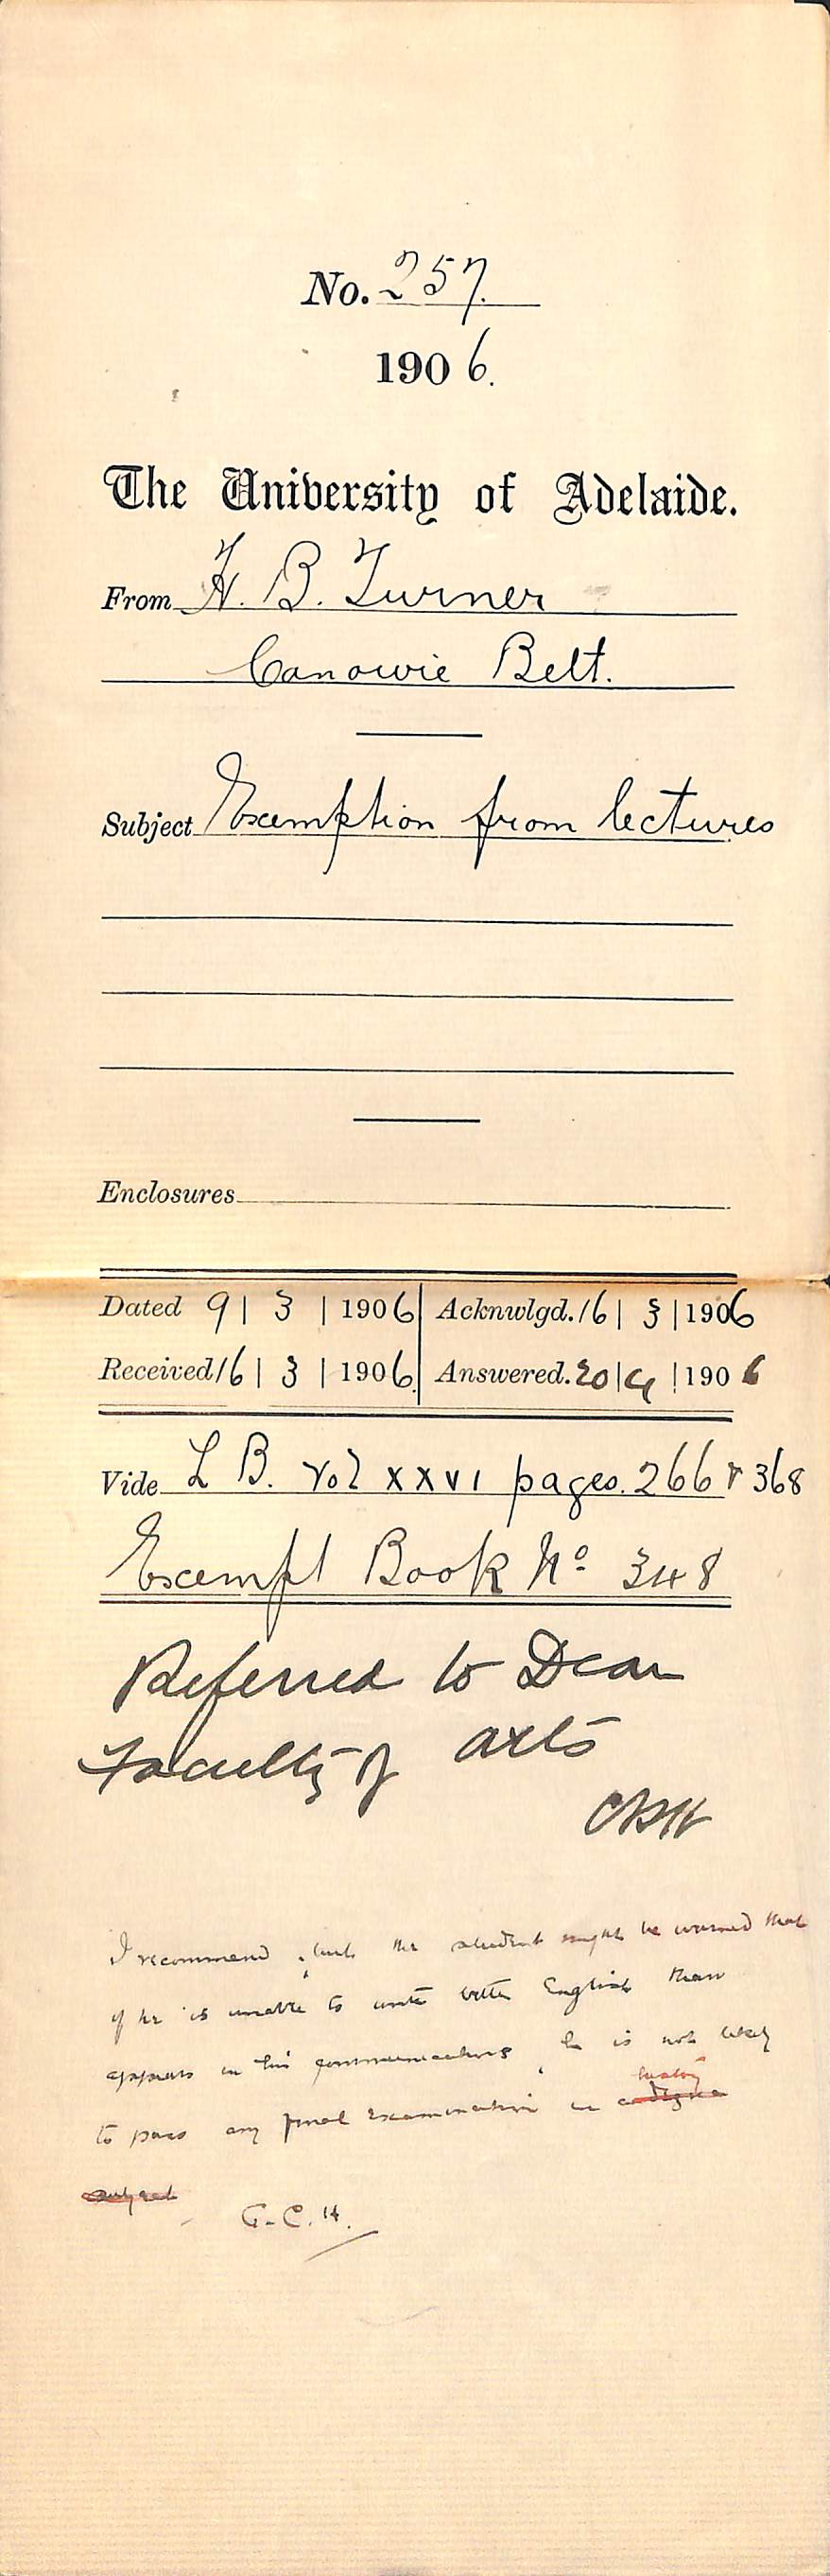 No. 257.
1906.
The University of Adelaide.
From H. B. Turner
Canowie Belt.
Subject Exemption from lectures
Enclosures
Dated 9 | 3 | 1906 | Acknwlgd. 16 | 3 | 1906
Received 16 | 3 | 1906. | Answered. 20 | 4 | 1906
Vide L B. Vol XXVI pages. 266 & 368
Exempt Book No 348
Referred to Dean
Faculty of Arts
I recommend, but the student might be warned that
if he is unable to write better English than
appears in his communications, he is not likely
history
to pass any final examination in
subject
G. C. H.